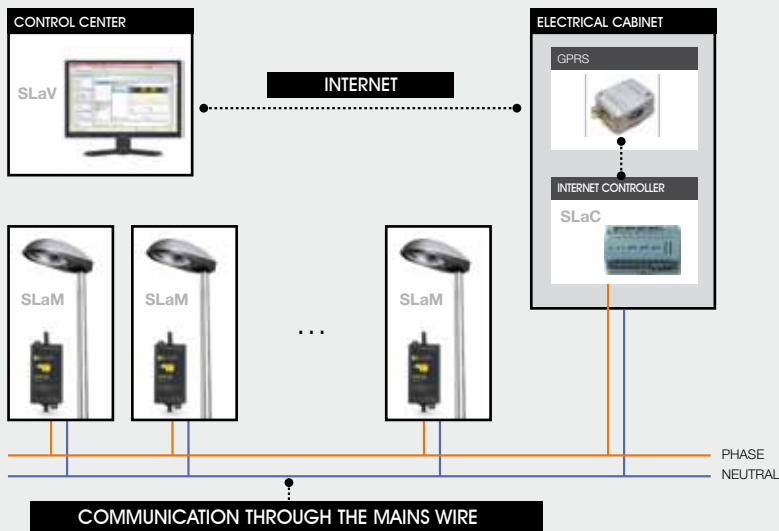 CONTROL CENTER
SLaV
INTERNET
ELECTRICAL CABINET
GPRS
INTERNET CONTROLLER
SLaC
SLaM
SLaM
...
SLaM
PHASE
NEUTRAL
COMMUNICATION THROUGH THE MAINS WIRE